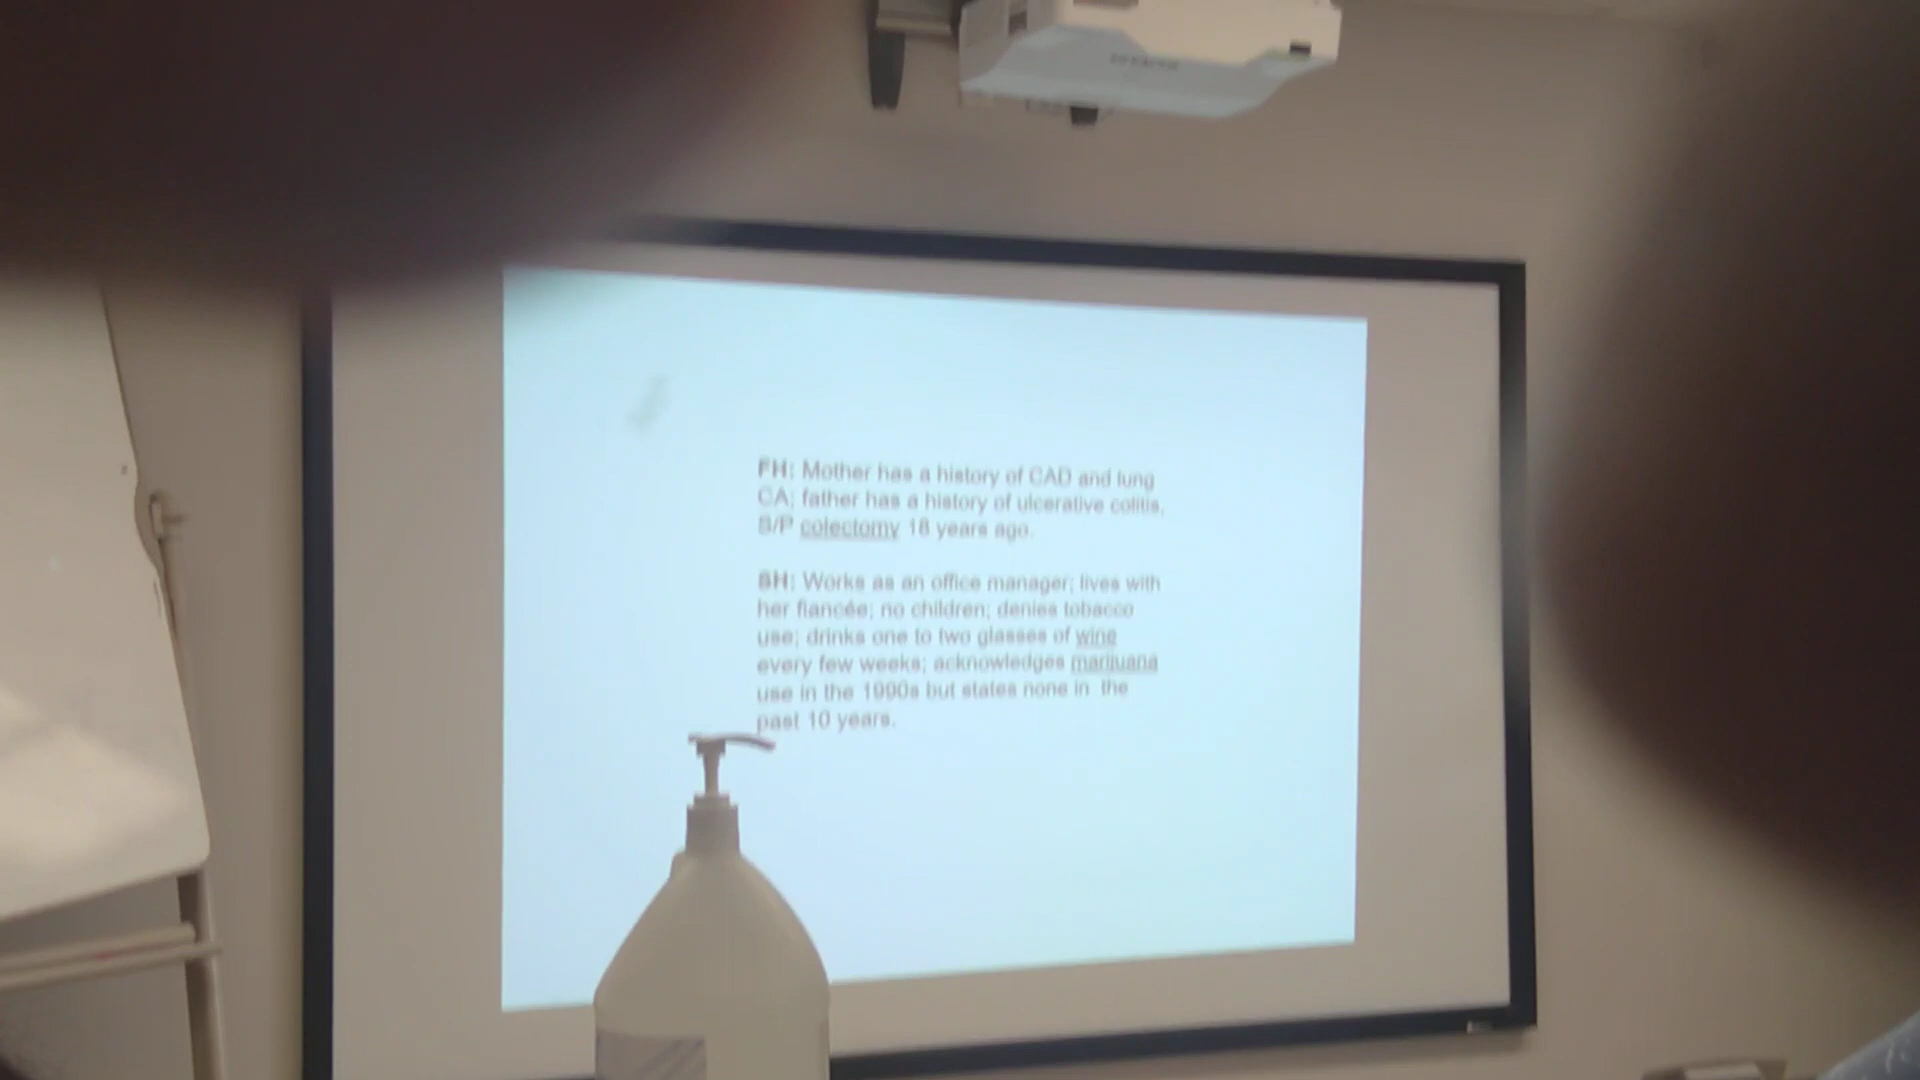 FH: Mother has a history of CAD and lung
CA; father has a history of ulcerative colitis,
S/P colectomy 18 years ago.
SH: Works as an office manager; lives with
her fiancée; no children; denies tobacco
use; drinks one to two glasses of wine
every few weeks; acknowledges marijuana
use in the 1990s but states none in the
past 10 years.